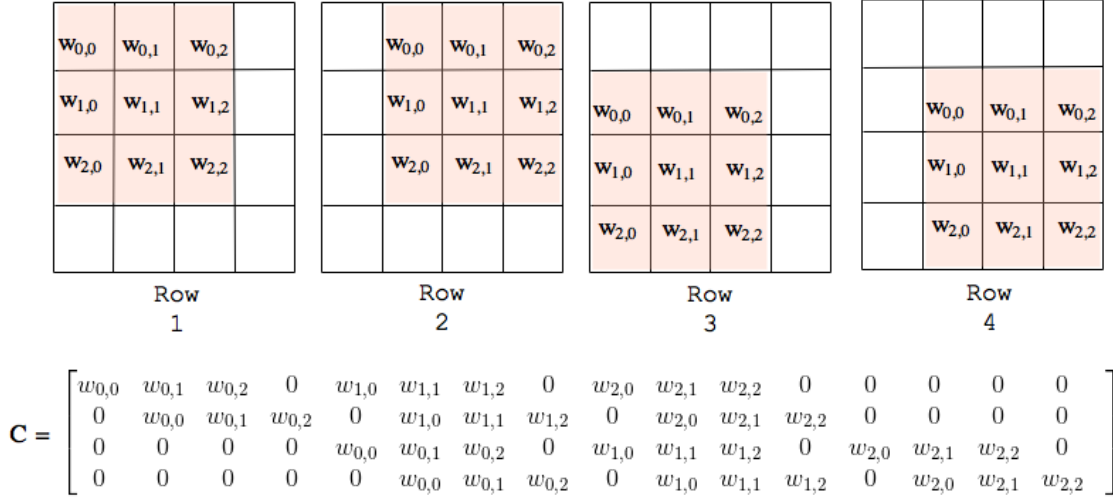 w0,0 w0,1 w0,2 w0,0 w0,1 w0,2
w1,0 w1,1 w1,2 w1,0 w1,1 w1,2 w0,0 w0,1 w0,2 w0,0 w0,1 w0,2
w2,0 w2,1 w2,2 w2,0 w2,1 w2,2 w1,0 w1,1 w1,2 w1,0 w1,1 w1,2
w2,0 w2,1 w2,2 w2,0 w2,1 w2,2
Row Row Row Row
1 2 3 4
w0,0 w0,1 w0,2 0 w1,0 w1,1 w1,2 0 w2,0 w2,1 w2,2 0 0 0 0 0
C = 0 w0,0 w0,1 w0,2 0 w1,0 w1,1 w1,2 0 w2,0 w2,1 w2,2 0 0 0 0
0 0 0 0 w0,0 w0,1 w0,2 0 w1,0 w1,1 w1,2 0 w2,0 w2,1 w2,2 0
0 0 0 0 0 w0,0 w0,1 w0,2 0 w1,0 w1,1 w1,2 0 w2,0 w2,1 w2,2